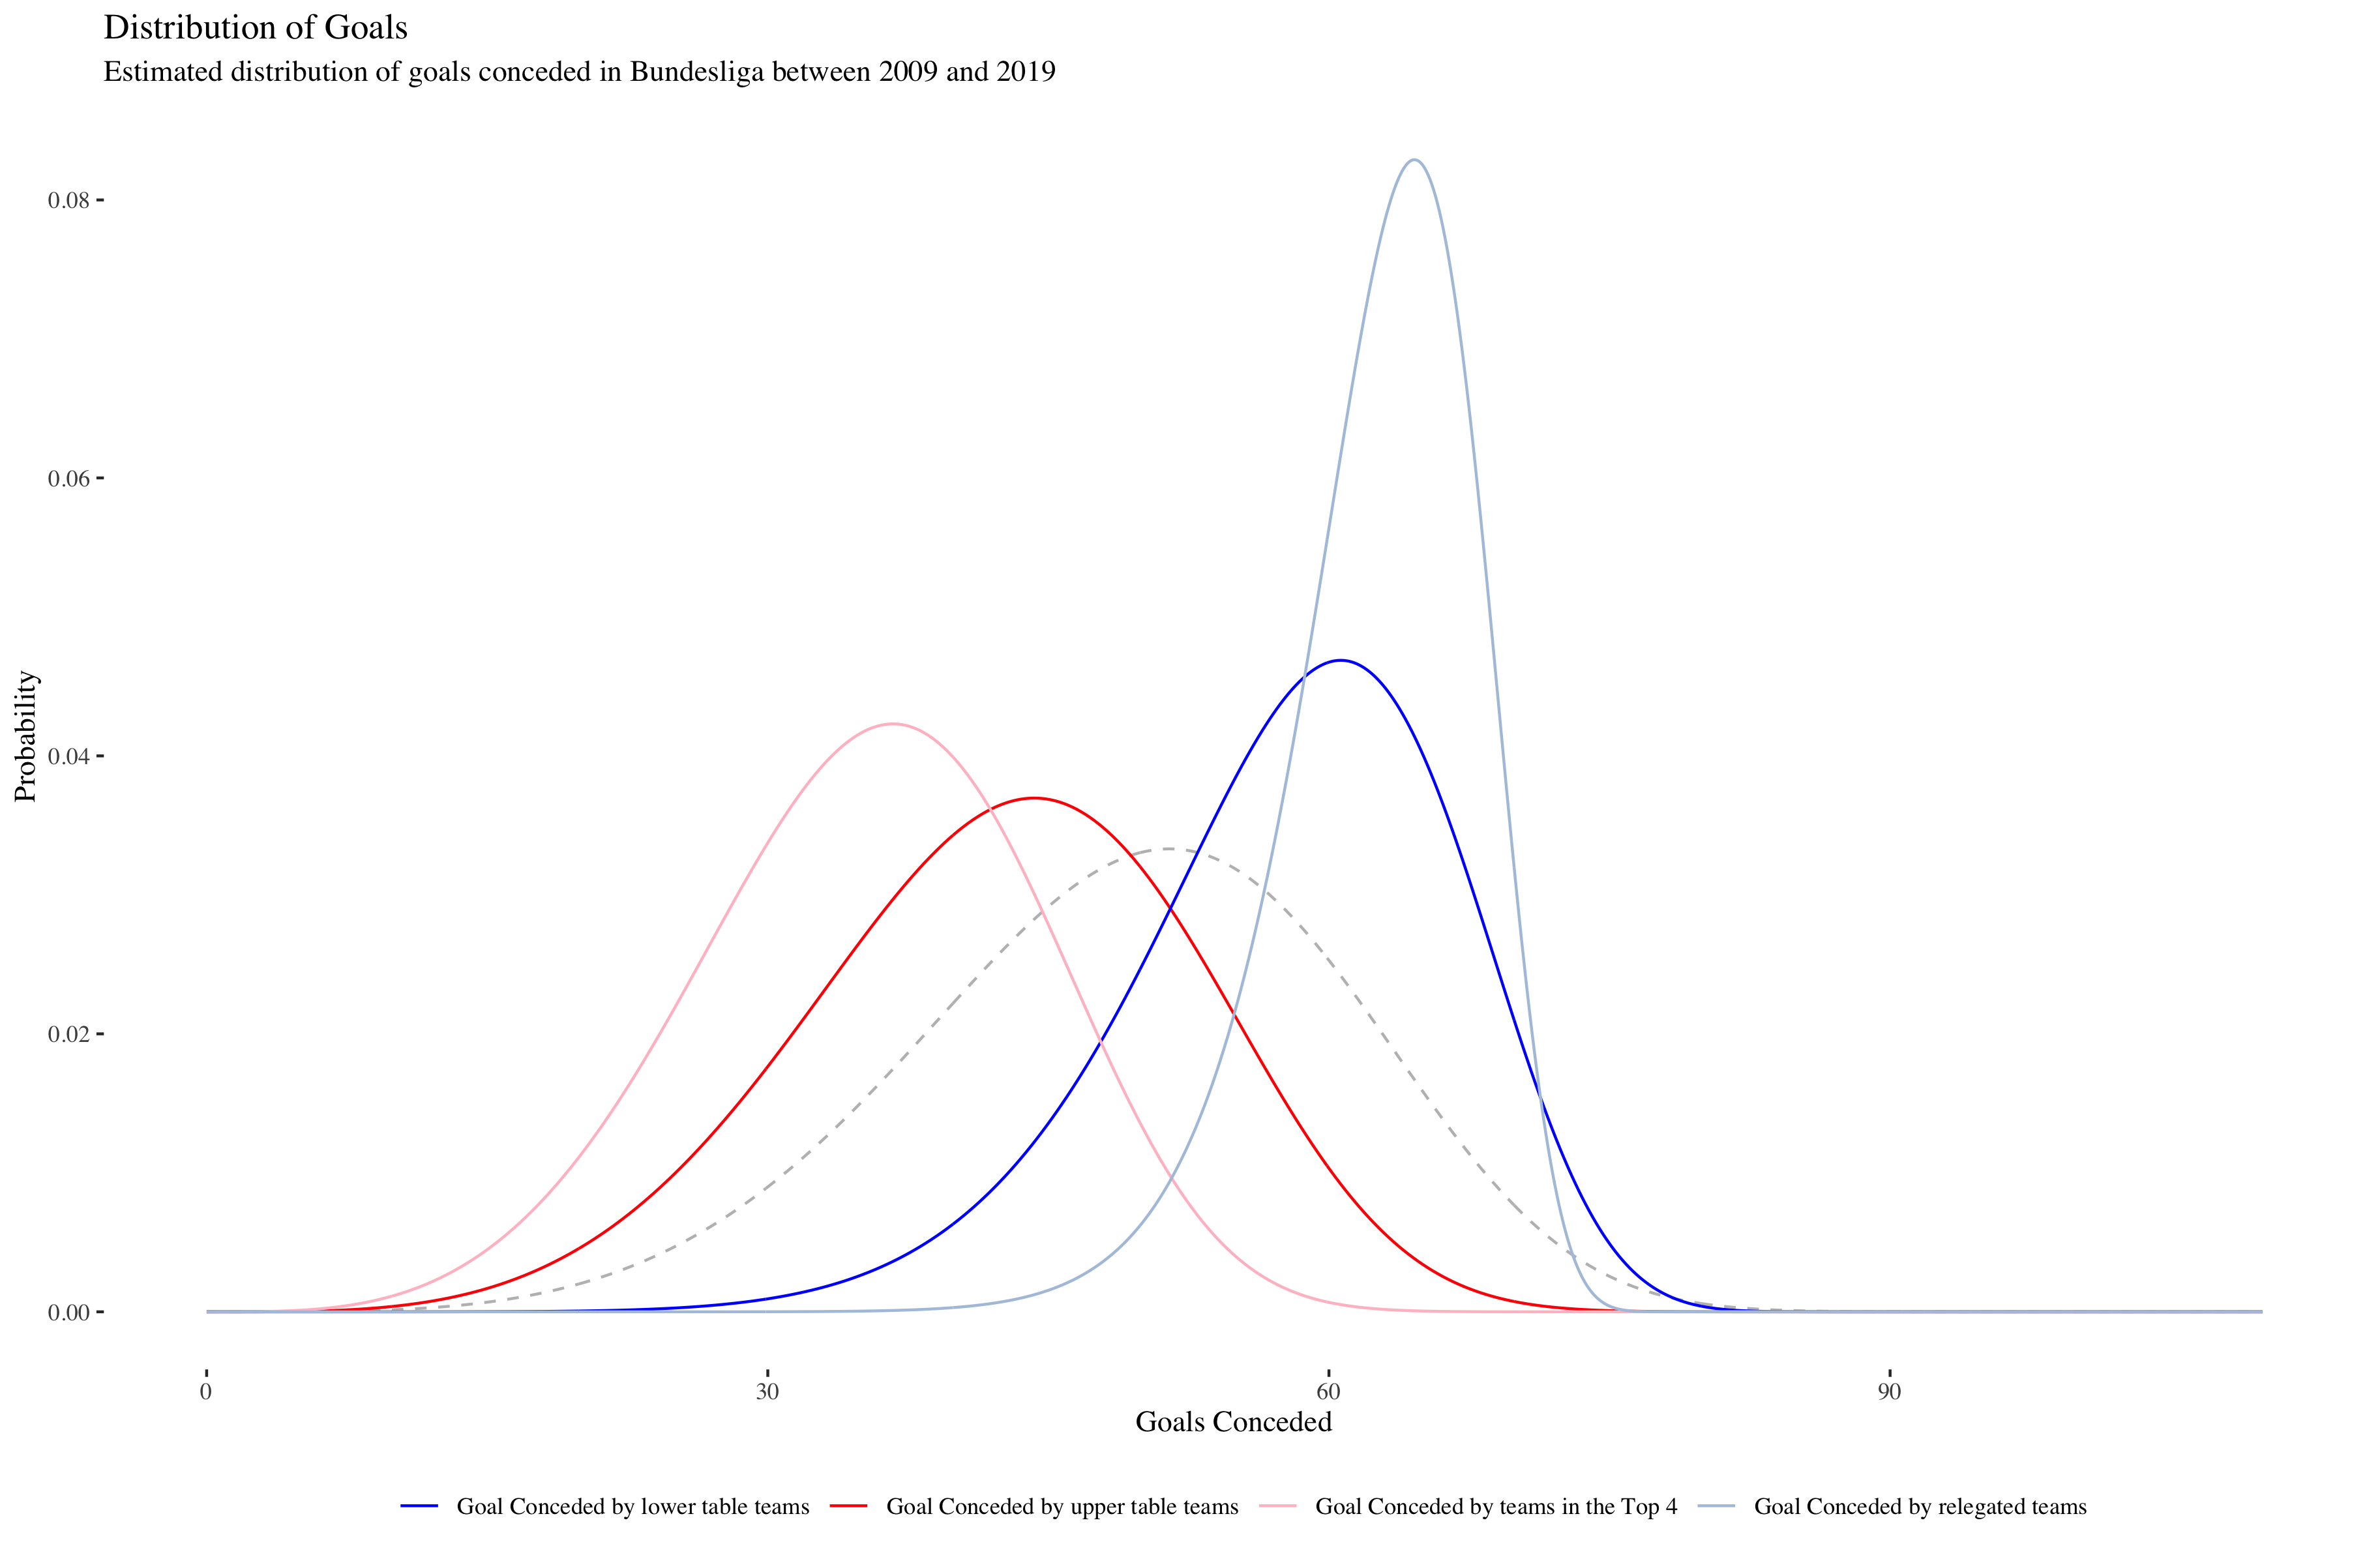 Distribution of Goals
Estimated distribution of goals conceded in Bundesliga between 2009 and 2019
0.08
0.06
0.04
0.02
0.00
Probability
0 30 60 90
Goals Conceded
Goal Conceded by lower table teams Goal Conceded by upper table teams Goal Conceded by teams in the Top 4 Goal Conceded by relegated teams